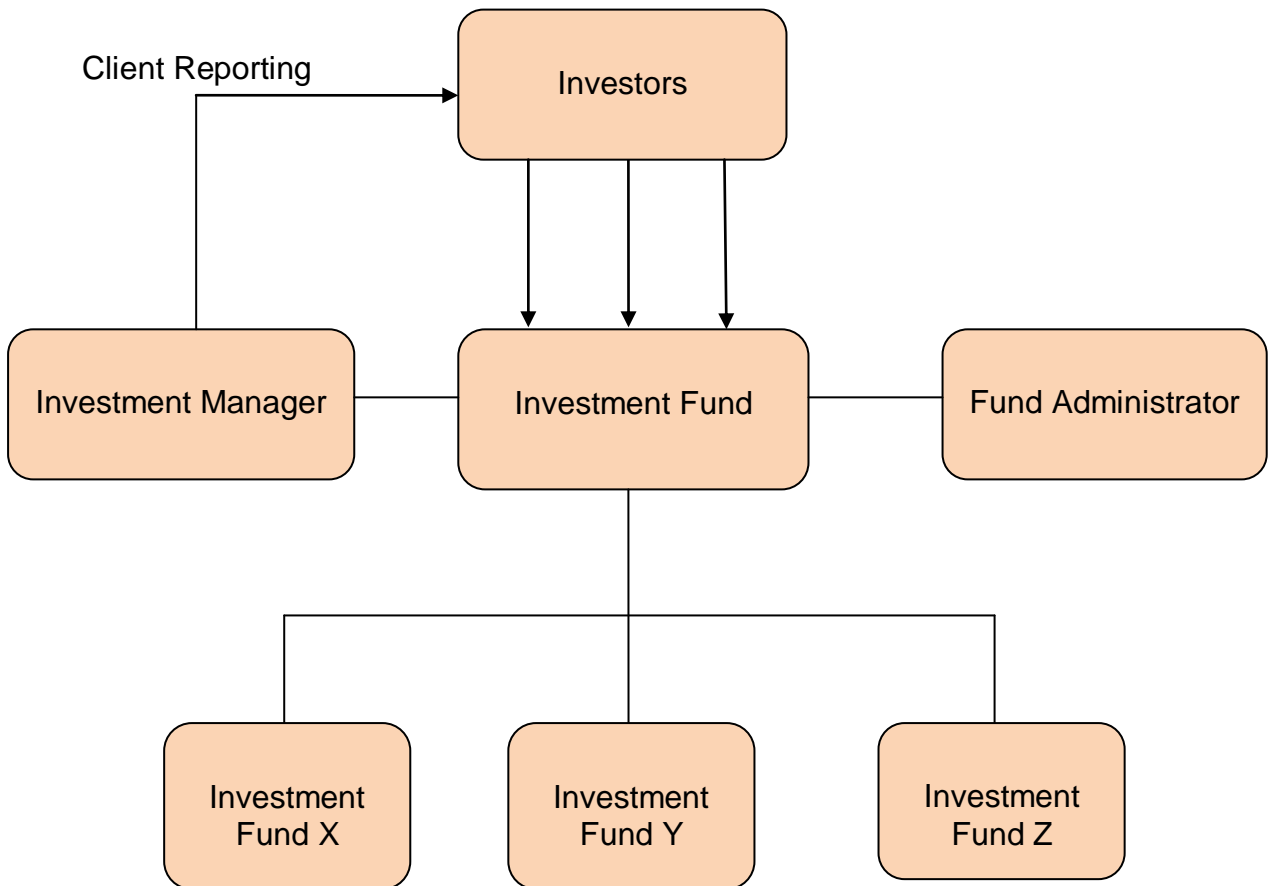 Client Reporting
Investors
Investment Manager
Investment Fund
Fund Administrator
Investment
Fund X
Investment
Fund Y
Investment
Fund Z